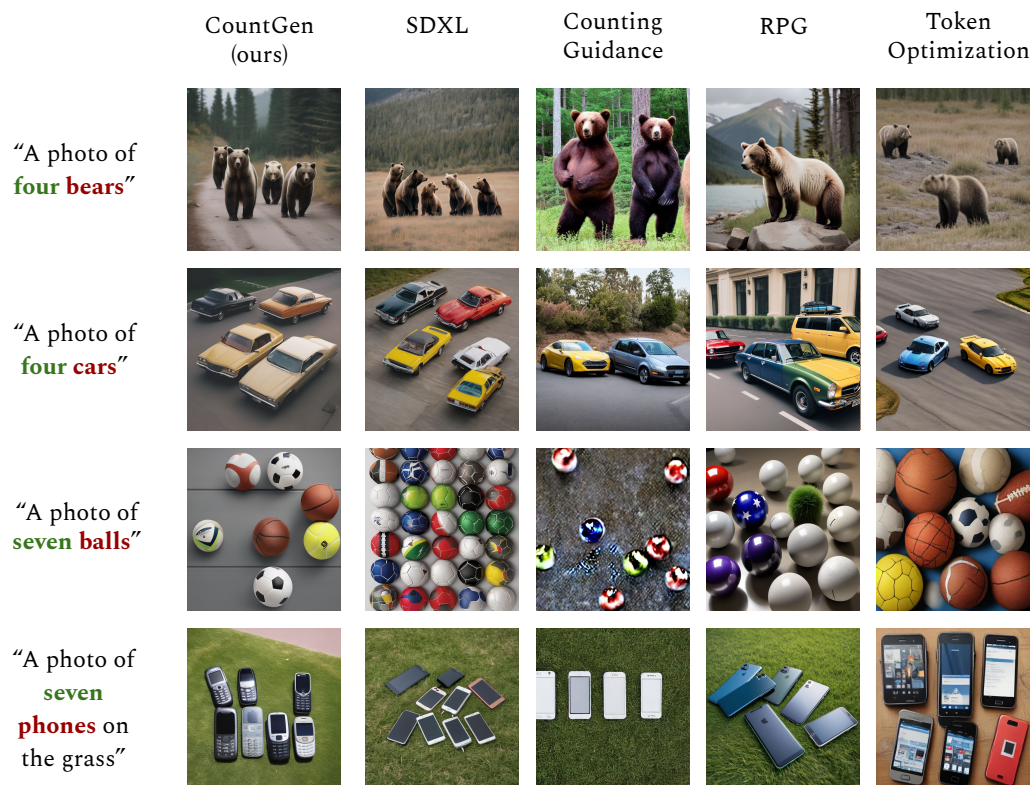 CountGen
(ours)
SDXL
Counting
Guidance
RPG
Token
Optimization
“A photo of
four bears”
“A photo of
four cars”
“A photo of
seven balls”
“A photo of
seven
phones on
the grass”